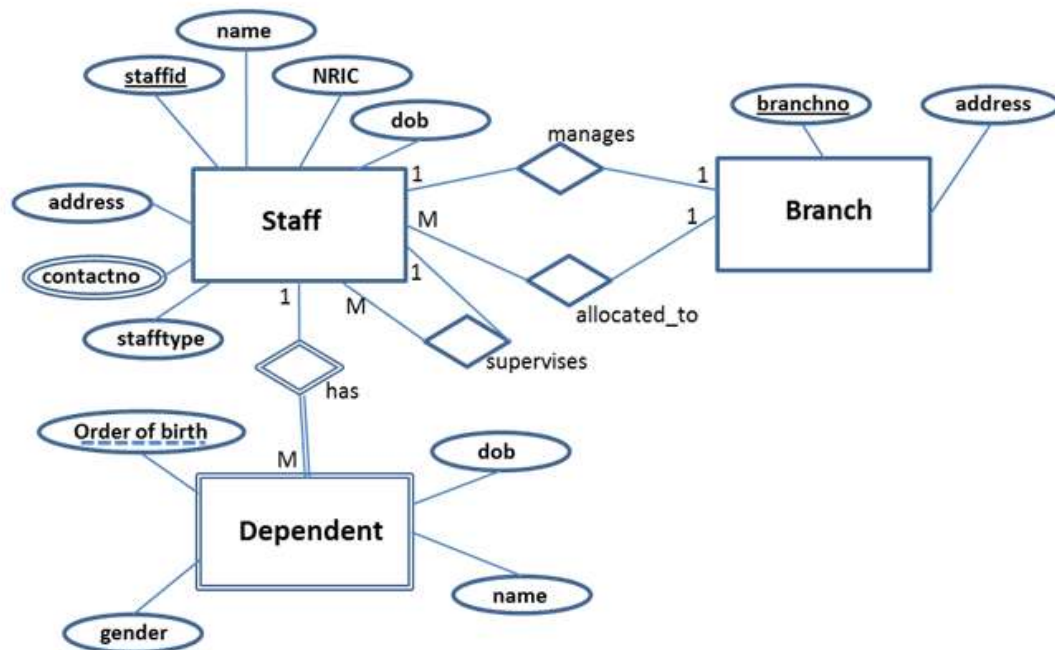 name
staffid
NRIC
dob
branchno
address
manages
1
1
address
Staff
M
1
Branch
contactno
1
allocated_to
stafftype
1
M
supervises
has
Order of birth
M
dob
Dependent
gender
name